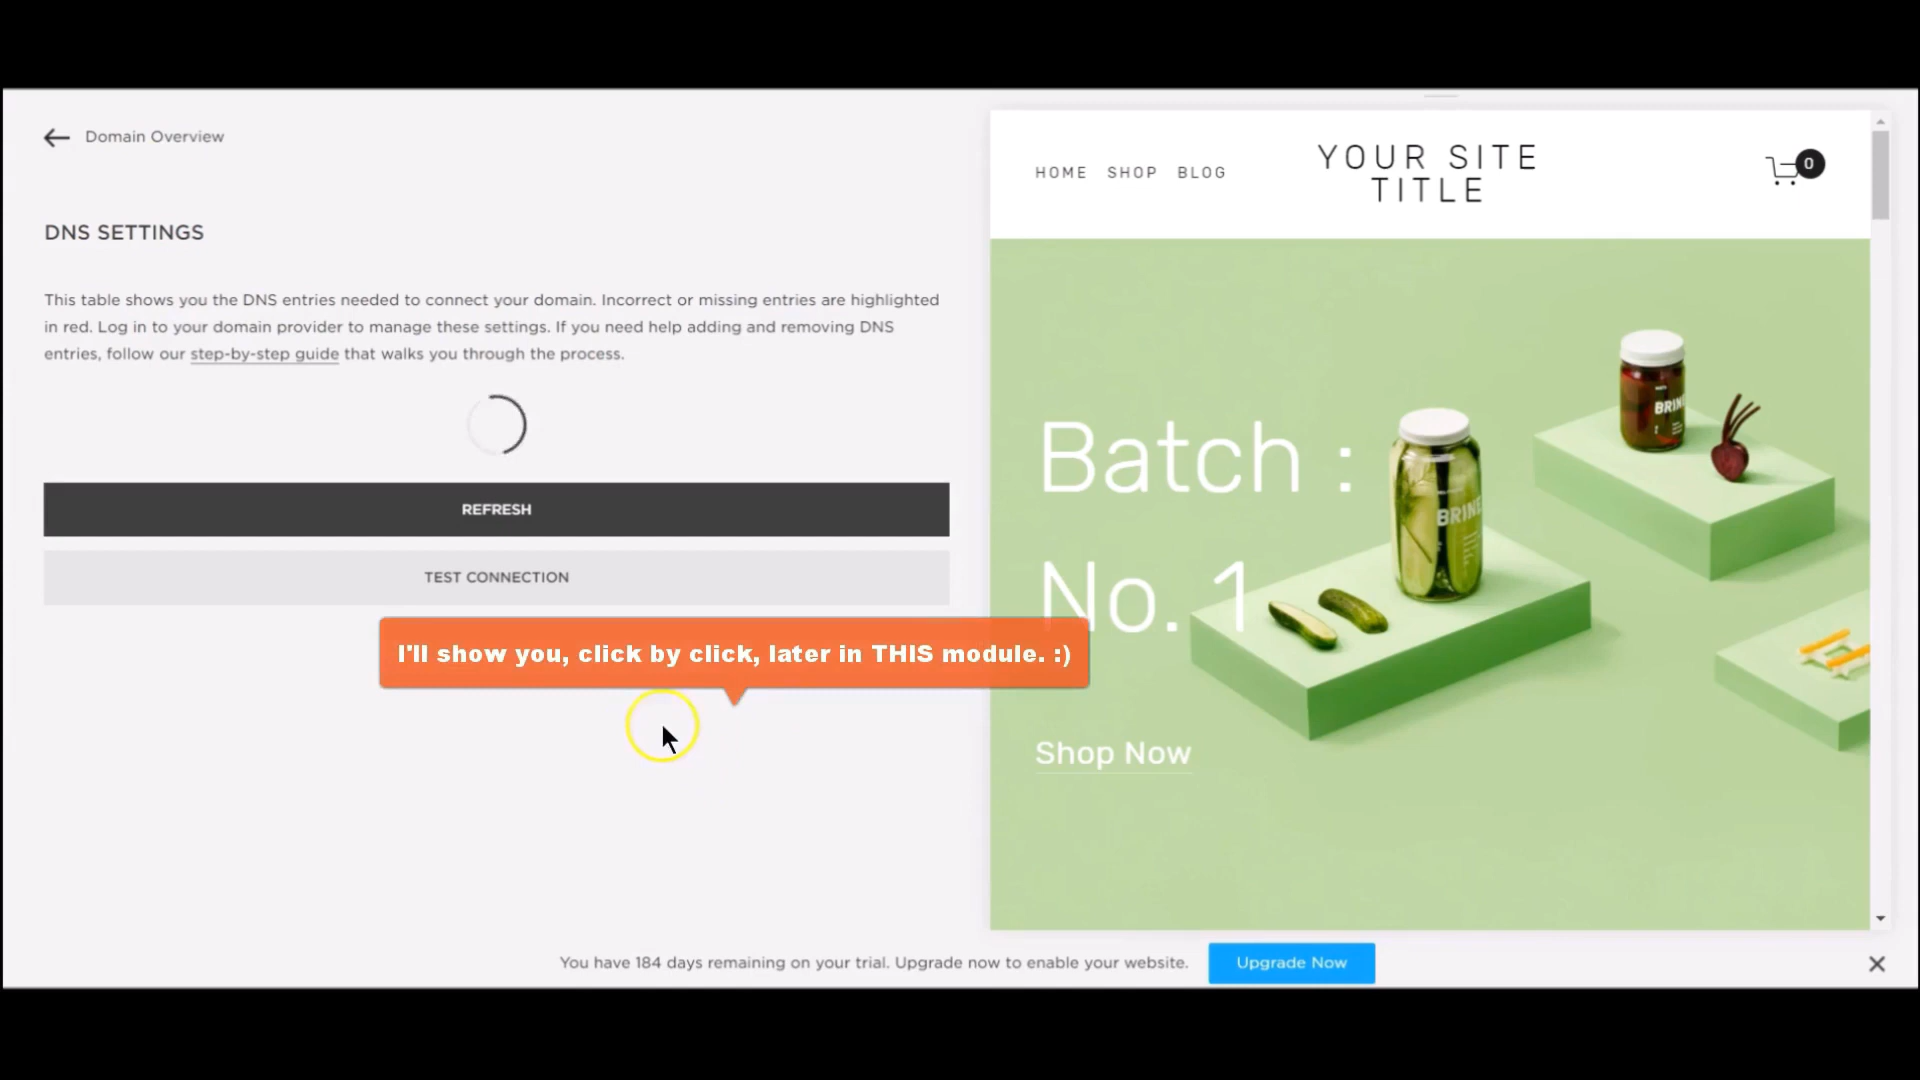 Domain Overview
DNS SETTINGS
This table shows you the DNS entries needed to connect your domain. Incorrect or missing entries are highlighted
in red. Log in to your domain provider to manage these settings. If you need help adding and removing DNS
entries, follow our step-by-step guide that walks you through the process.
REFRESH
TEST CONNECTION
I'll show you, click by click, later in THIS module. :)
HOME SHOP BLOG
YOUR SITE
TITLE
0
Batch :
No. 1
BRINE
BRINE
Shop Now
You have 184 days remaining on your trial. Upgrade now to enable your website.
Upgrade Now